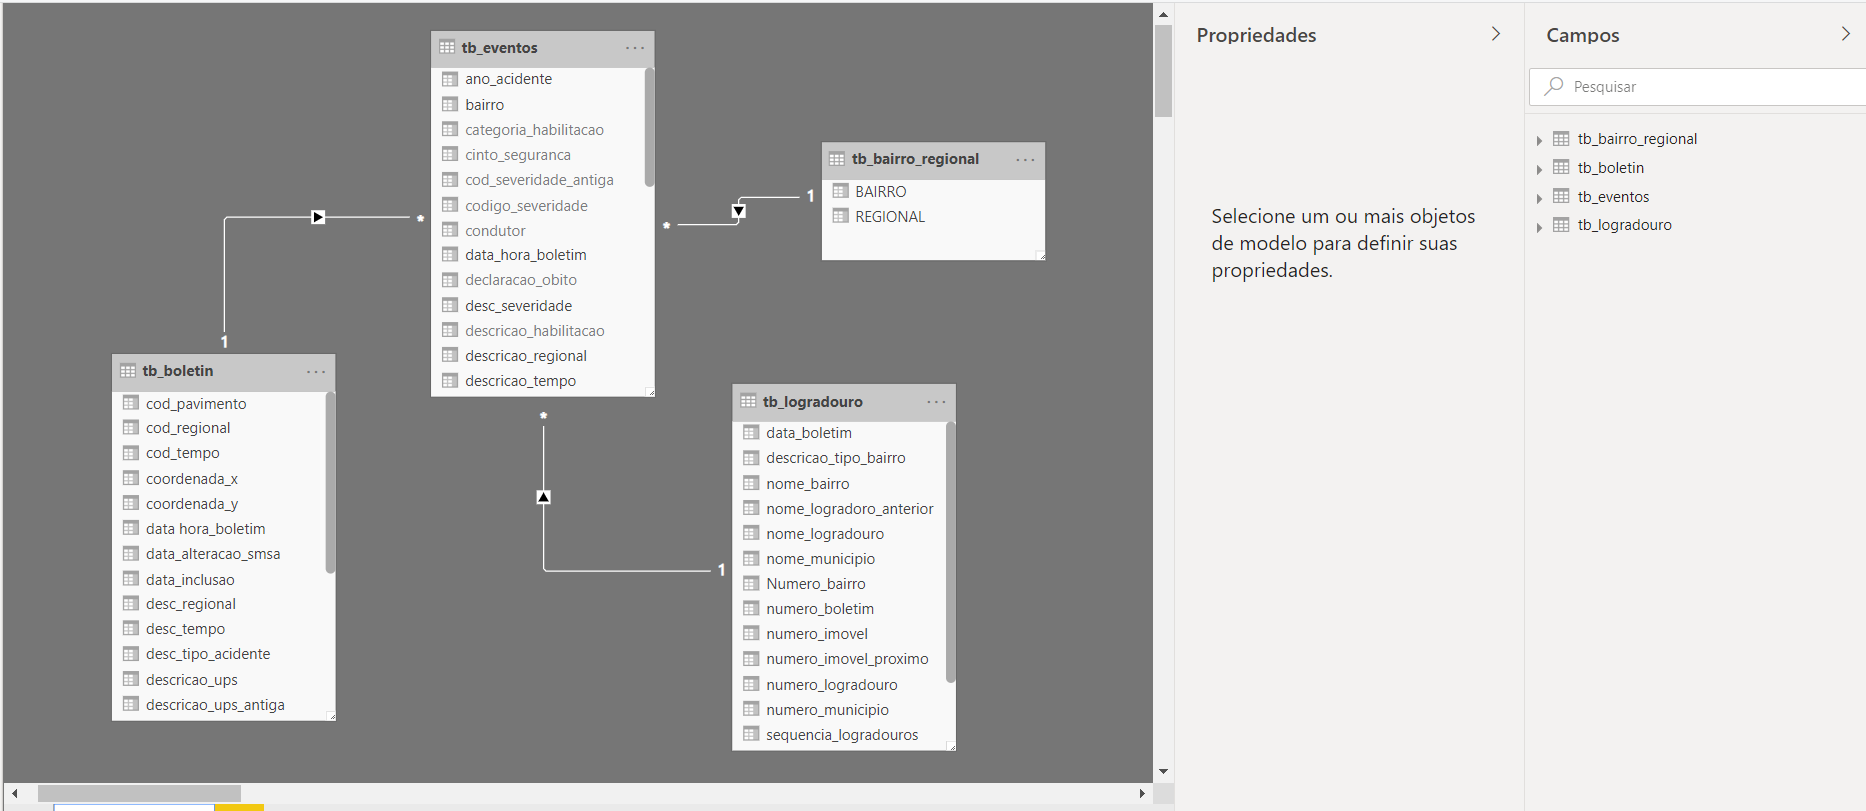 tb_eventos ...
ano_acidente
bairro
categoria_habilitacao
cinto_seguranca
cod_severidade_antiga
codigo_severidade
condutor
data_hora_boletim
declaracao_obito
desc_severidade
descricao_habilitacao
descricao_regional
descricao_tempo
*
*
*
1
1
1
tb_bairro_regional ...
BAIRRO
REGIONAL
tb_boletin ...
cod_pavimento
cod_regional
cod_tempo
coordenada_x
coordenada_y
data hora_boletim
data_alteracao_smsa
data_inclusao
desc_regional
desc_tempo
desc_tipo_acidente
descricao_ups
descricao_ups_antiga
tb_logradouro ...
data_boletim
descricao_tipo_bairro
nome_bairro
nome_logradoro_anterior
nome_logradouro
nome_municipio
Numero_bairro
numero_boletim
numero_imovel
numero_imovel_proximo
numero_logradouro
numero_municipio
sequencia_logradouros
Propriedades
Selecione um ou mais objetos
de modelo para definir suas
propriedades.
Campos
Pesquisar
tb_bairro_regional
tb_boletin
tb_eventos
tb_logradouro